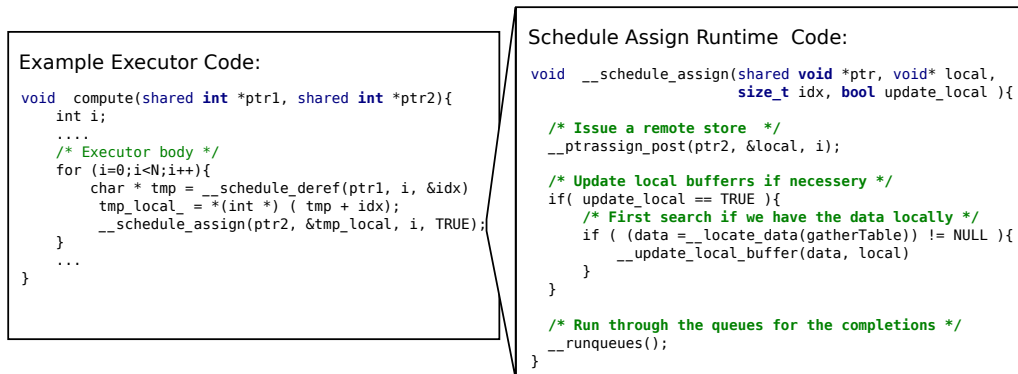 Example Executor Code:
void  compute(shared int *ptr1, shared int *ptr2){
    int i;
    ....
    /* Executor body */
    for (i=0;i<N;i++){
        char * tmp = __schedule_deref(ptr1, i, &idx)
         tmp_local_ = *(int *) ( tmp + idx);
         __schedule_assign(ptr2, &tmp_local, i, TRUE);
    }
    ...
}
Schedule Assign Runtime  Code:
void  __schedule_assign(shared void *ptr, void* local,
                         size_t idx, bool update_local ){
  /* Issue a remote store  */
  __ptrassign_post(ptr2, &local, i);
  /* Update local bufferrs if necessery */
  if( update_local == TRUE ){
      /* First search if we have the data locally */
      if ( (data =__locate_data(gatherTable)) != NULL ){
          __update_local_buffer(data, local)
      }
  }
  /* Run through the queues for the completions */
  __runqueues();
}